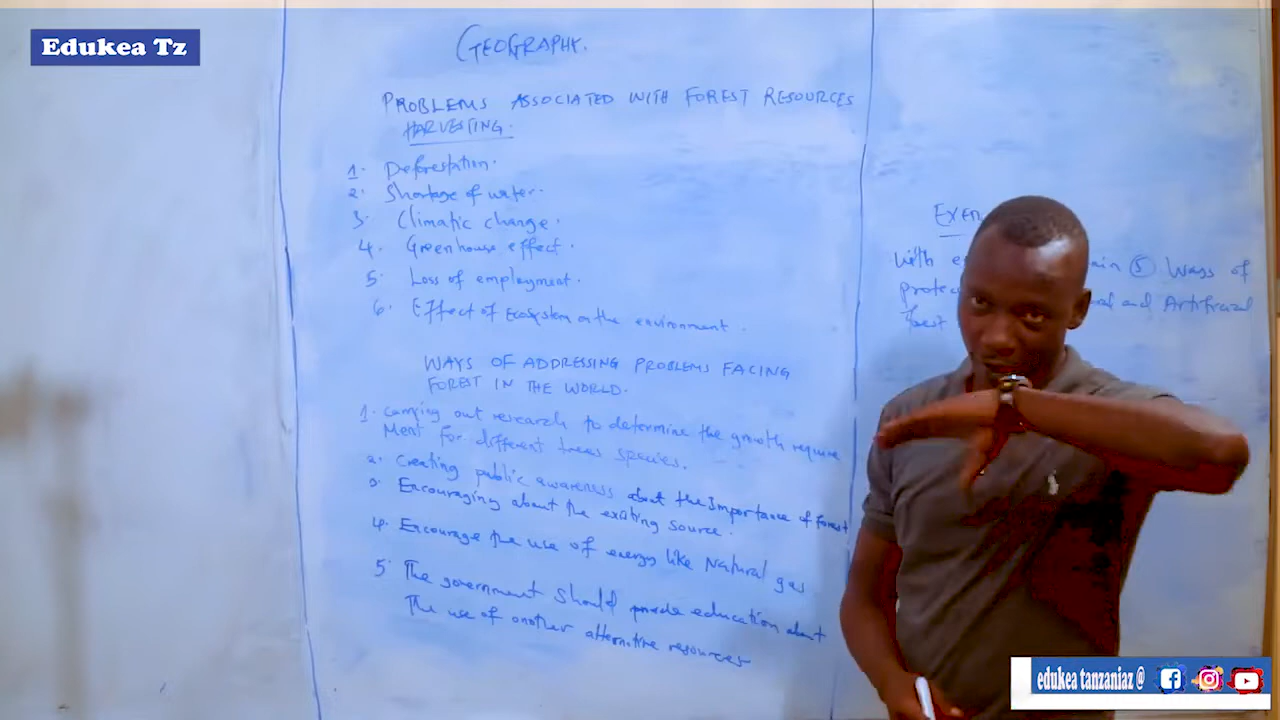 Edukea Tz
GEOGRAPHY.
PROBLEMS ASSOCIATED WITH FOREST RESOURCES
HARVESTING.
1. Deforestation.
2. Shortage of water.
3. Climatic change.
4. Greenhouse effect.
5. Loss of employment.
6. Effect of Ecosystem on the environment.
WAYS OF ADDRESSING PROBLEMS FACING
FOREST IN THE WORLD.
1. Carrying out research to determine the growth require
Ment for different trees species.
2. Creating public awareness about the Importance of forest
3. Encouraging about the existing source.
4. Encourage the use of energy like Natural gas
5. The government should provide education about
The use of another alternative resources
With 5 Ways of
and Artificial
forest
edukea tanzaniaz @